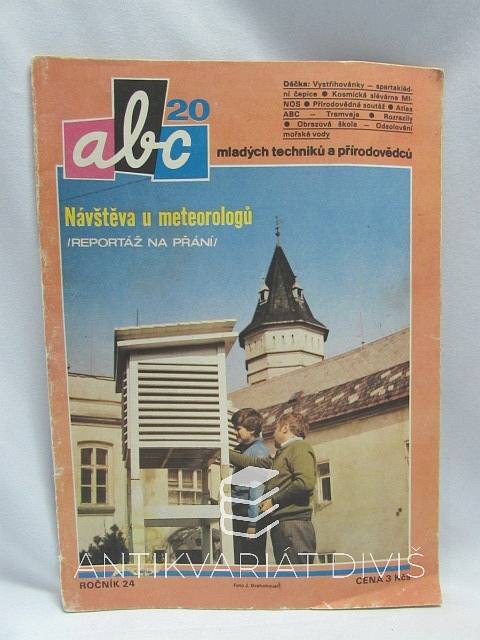 abc
20
Déčka: Vystřihovánky — spartakiád-
ní čepice ● Kosmická slévárna MI-
NOS ● Přírodovědná soutěž ● Atlas
ABC — Tramvaje ● Rozrazily
● Obrazová škola — Odsolování
mořské vody
mladých techniků a přírodovědců
Návštěva u meteorologů
/REPORTÁŽ NA PŘÁNÍ/
ANTIKVARIÁT DIVIŠ
ROČNÍK 24
Foto J.
CENA 3 Kčs